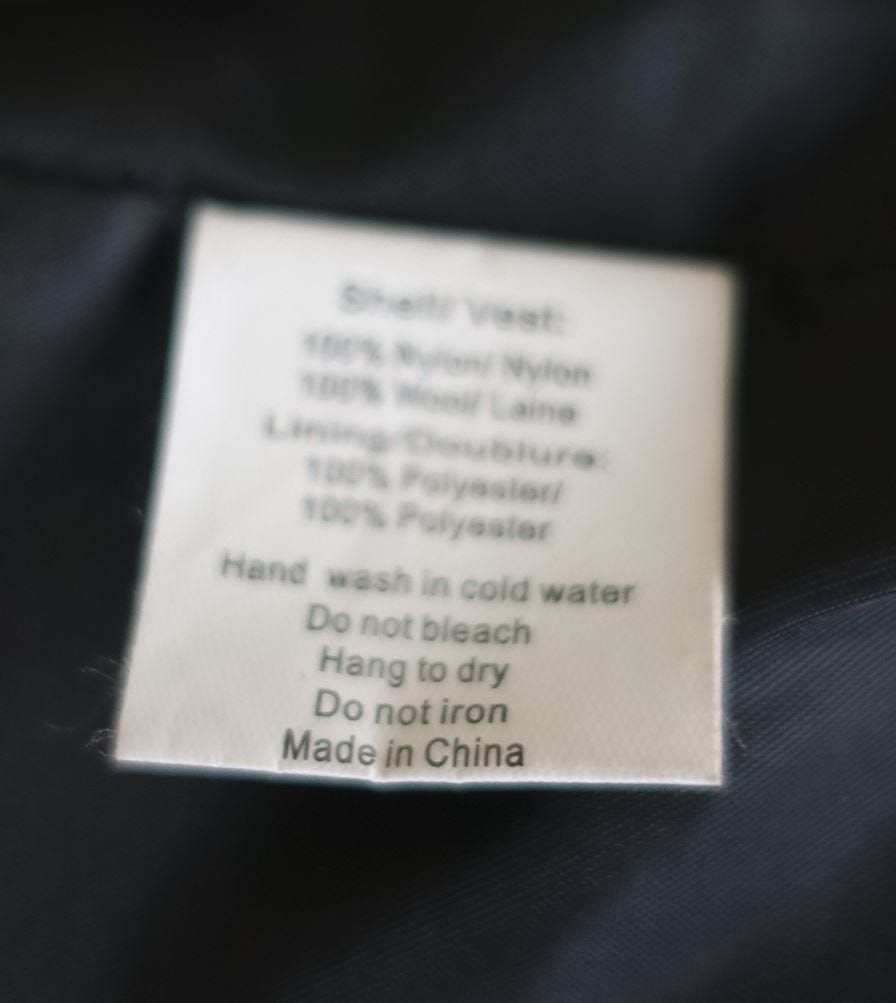 Shell/ Vest:
100% Nylon/ Nylon
100% Wool/ Laine
Lining/Doublure:
100% Polyester/
100% Polyester
Hand wash in cold water
Do not bleach
Hang to dry
Do not iron
Made in China